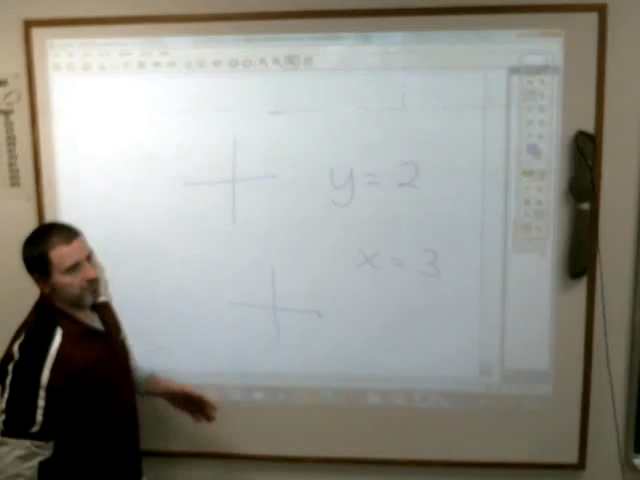 y = 2
x = 3